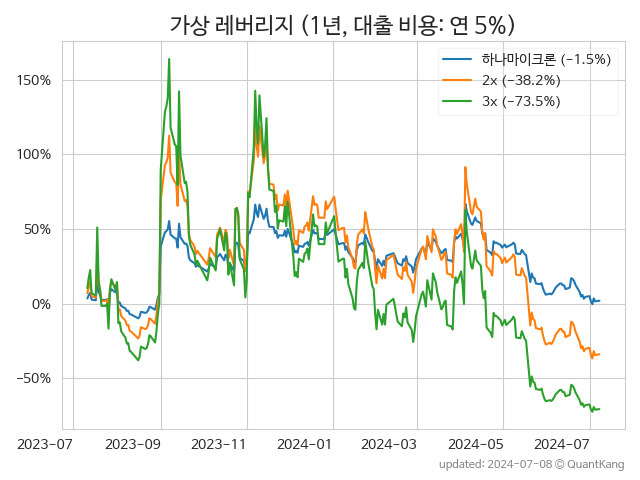 가상 레버리지 (1년, 대출 비용: 연 5%)
하나마이크론 (−1.5%)
2x (−38.2%)
3x (−73.5%)
150%
100%
50%
0%
−50%
2023-07 2023-09 2023-11 2024-01 2024-03 2024-05 2024-07
updated: 2024-07-08 © QuantKang